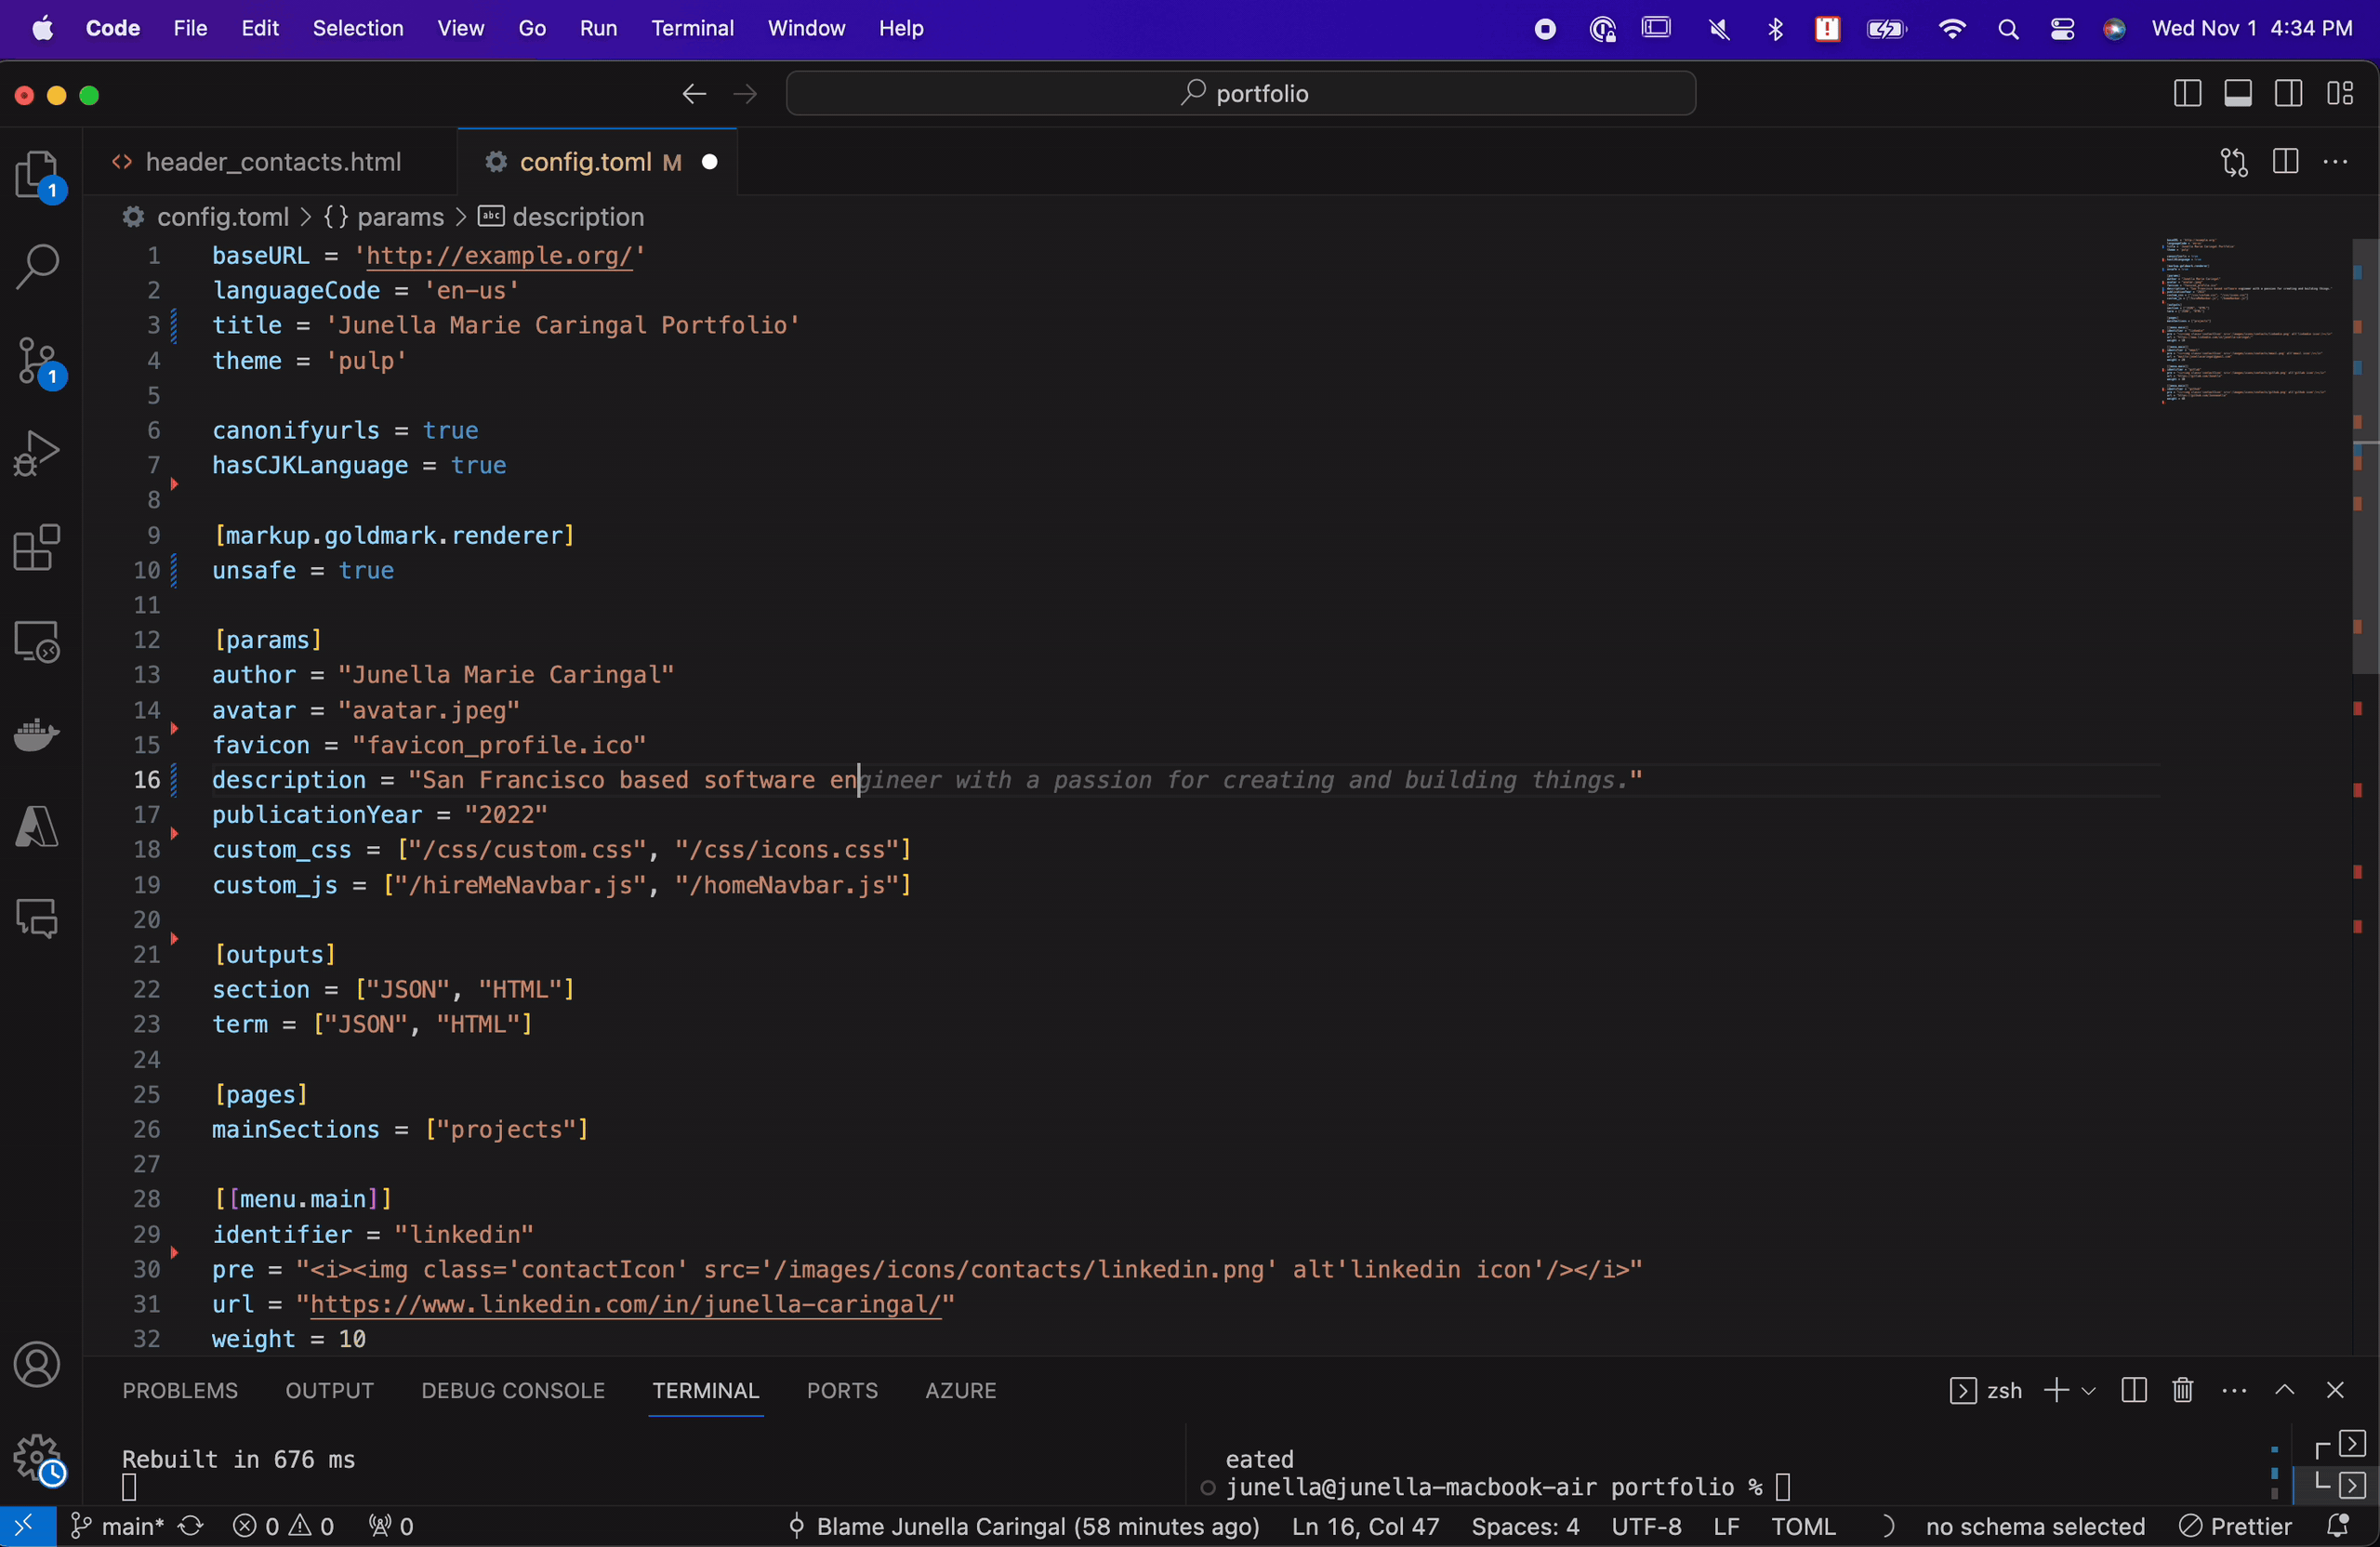 Code File Edit Selection View Go Run Terminal Window Help Wed Nov 1 4:34 PM
portfolio
header_contacts.html config.toml M
config.toml > {} params > abc description
1 baseURL = 'http://example.org/'
2 languageCode = 'en-us'
3 title = 'Junella Marie Caringal Portfolio'
4 theme = 'pulp'
5
6 canonifyurls = true
7 hasCJKLanguage = true
8
9 [markup.goldmark.renderer]
10 unsafe = true
11
12 [params]
13 author = "Junella Marie Caringal"
14 avatar = "avatar.jpeg"
15 favicon = "favicon_profile.ico"
16 description = "San Francisco based software engineer with a passion for creating and building things."
17 publicationYear = "2022"
18 custom_css = ["/css/custom.css", "/css/icons.css"]
19 custom_js = ["/hireMeNavbar.js", "/homeNavbar.js"]
20
21 [outputs]
22 section = ["JSON", "HTML"]
23 term = ["JSON", "HTML"]
24
25 [pages]
26 mainSections = ["projects"]
27
28 [[menu.main]]
29 identifier = "linkedin"
30 pre = "<i><img class='contactIcon' src='/images/icons/contacts/linkedin.png' alt'linkedin icon'/></i>"
31 url = "https://www.linkedin.com/in/junella-caringal/"
32 weight = 10
1
1
PROBLEMS OUTPUT DEBUG CONSOLE TERMINAL PORTS AZURE zsh
Rebuilt in 676 ms
eated
junella@junella-macbook-air portfolio %
main* 0 0 0 Blame Junella Caringal (58 minutes ago) Ln 16, Col 47 Spaces: 4 UTF-8 LF TOML no schema selected Prettier